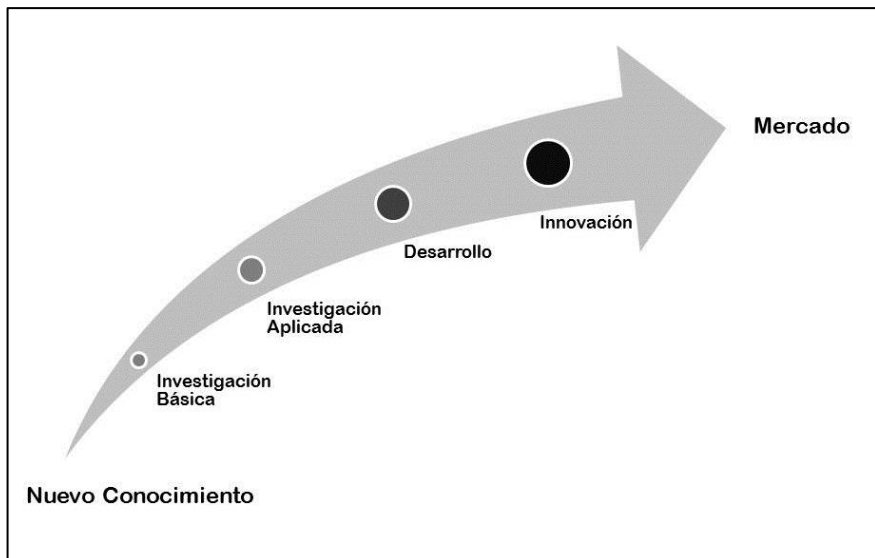 Mercado
Innovación
Desarrollo
Investigación
Aplicada
Investigación
Básica
Nuevo Conocimiento